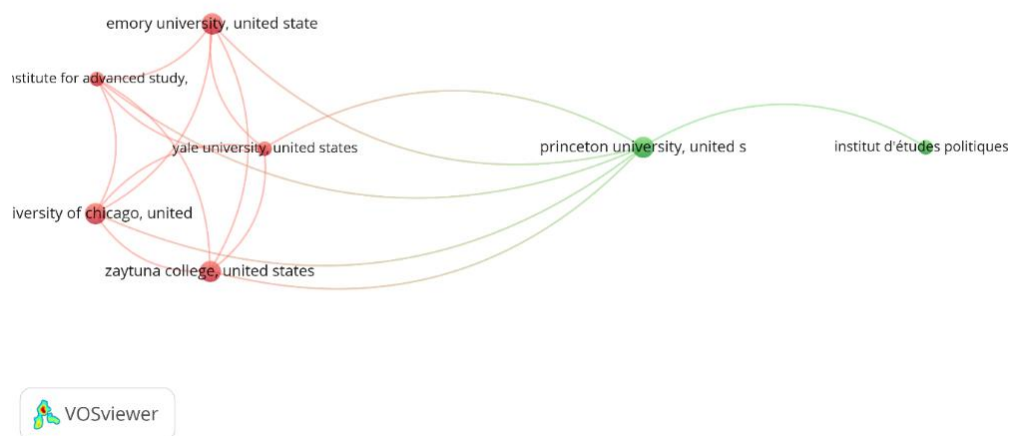 emory university, united state
nstitute for advanced study,
yale university, united states
princeton university, united s
institut d'études politiques
iversity of chicago, united
zaytuna college, united states
VOSviewer